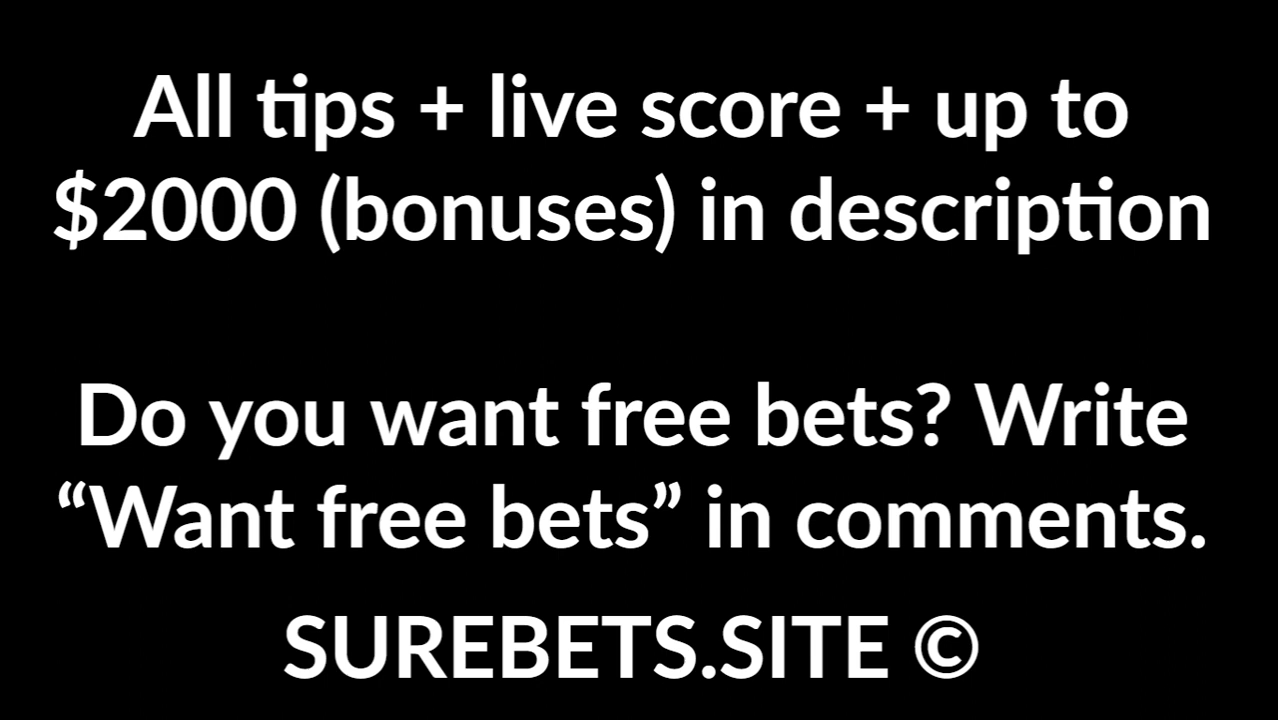 All tips + live score + up to
$2000 (bonuses) in description
Do you want free bets? Write
“Want free bets” in comments.
SUREBETS.SITE ©